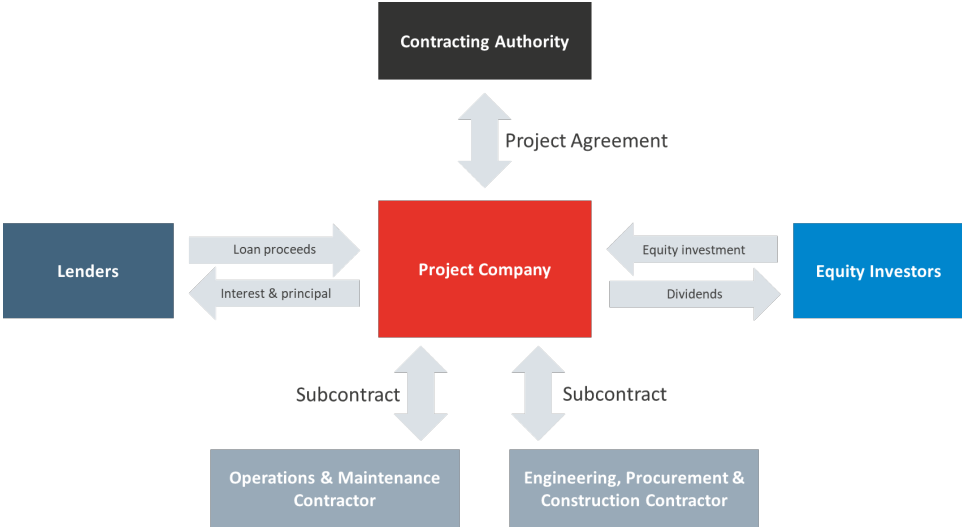 Contracting Authority
Project Agreement
Lenders
Loan proceeds
Interest & principal
Project Company
Equity investment
Dividends
Equity Investors
Subcontract
Subcontract
Operations & Maintenance
Contractor
Engineering, Procurement &
Construction Contractor